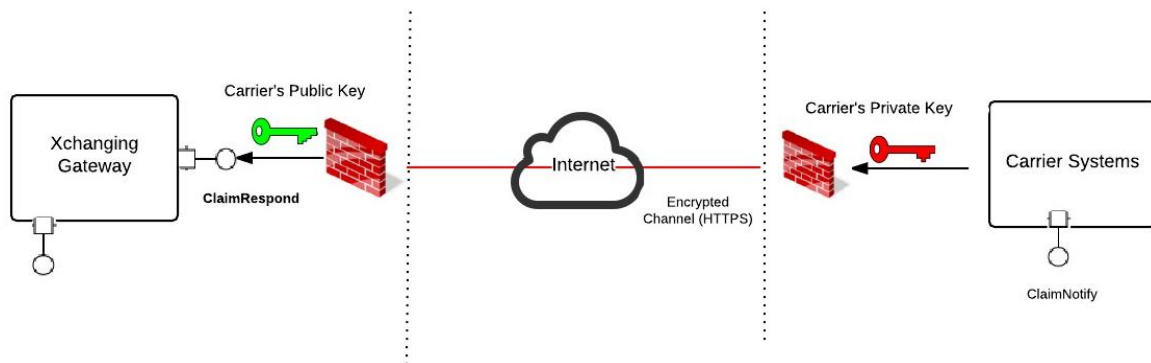 Carrier's Public Key
Xchanging
Gateway
ClaimRespond
Internet
Encrypted
Channel (HTTPS)
Carrier's Private Key
Carrier Systems
ClaimNotify